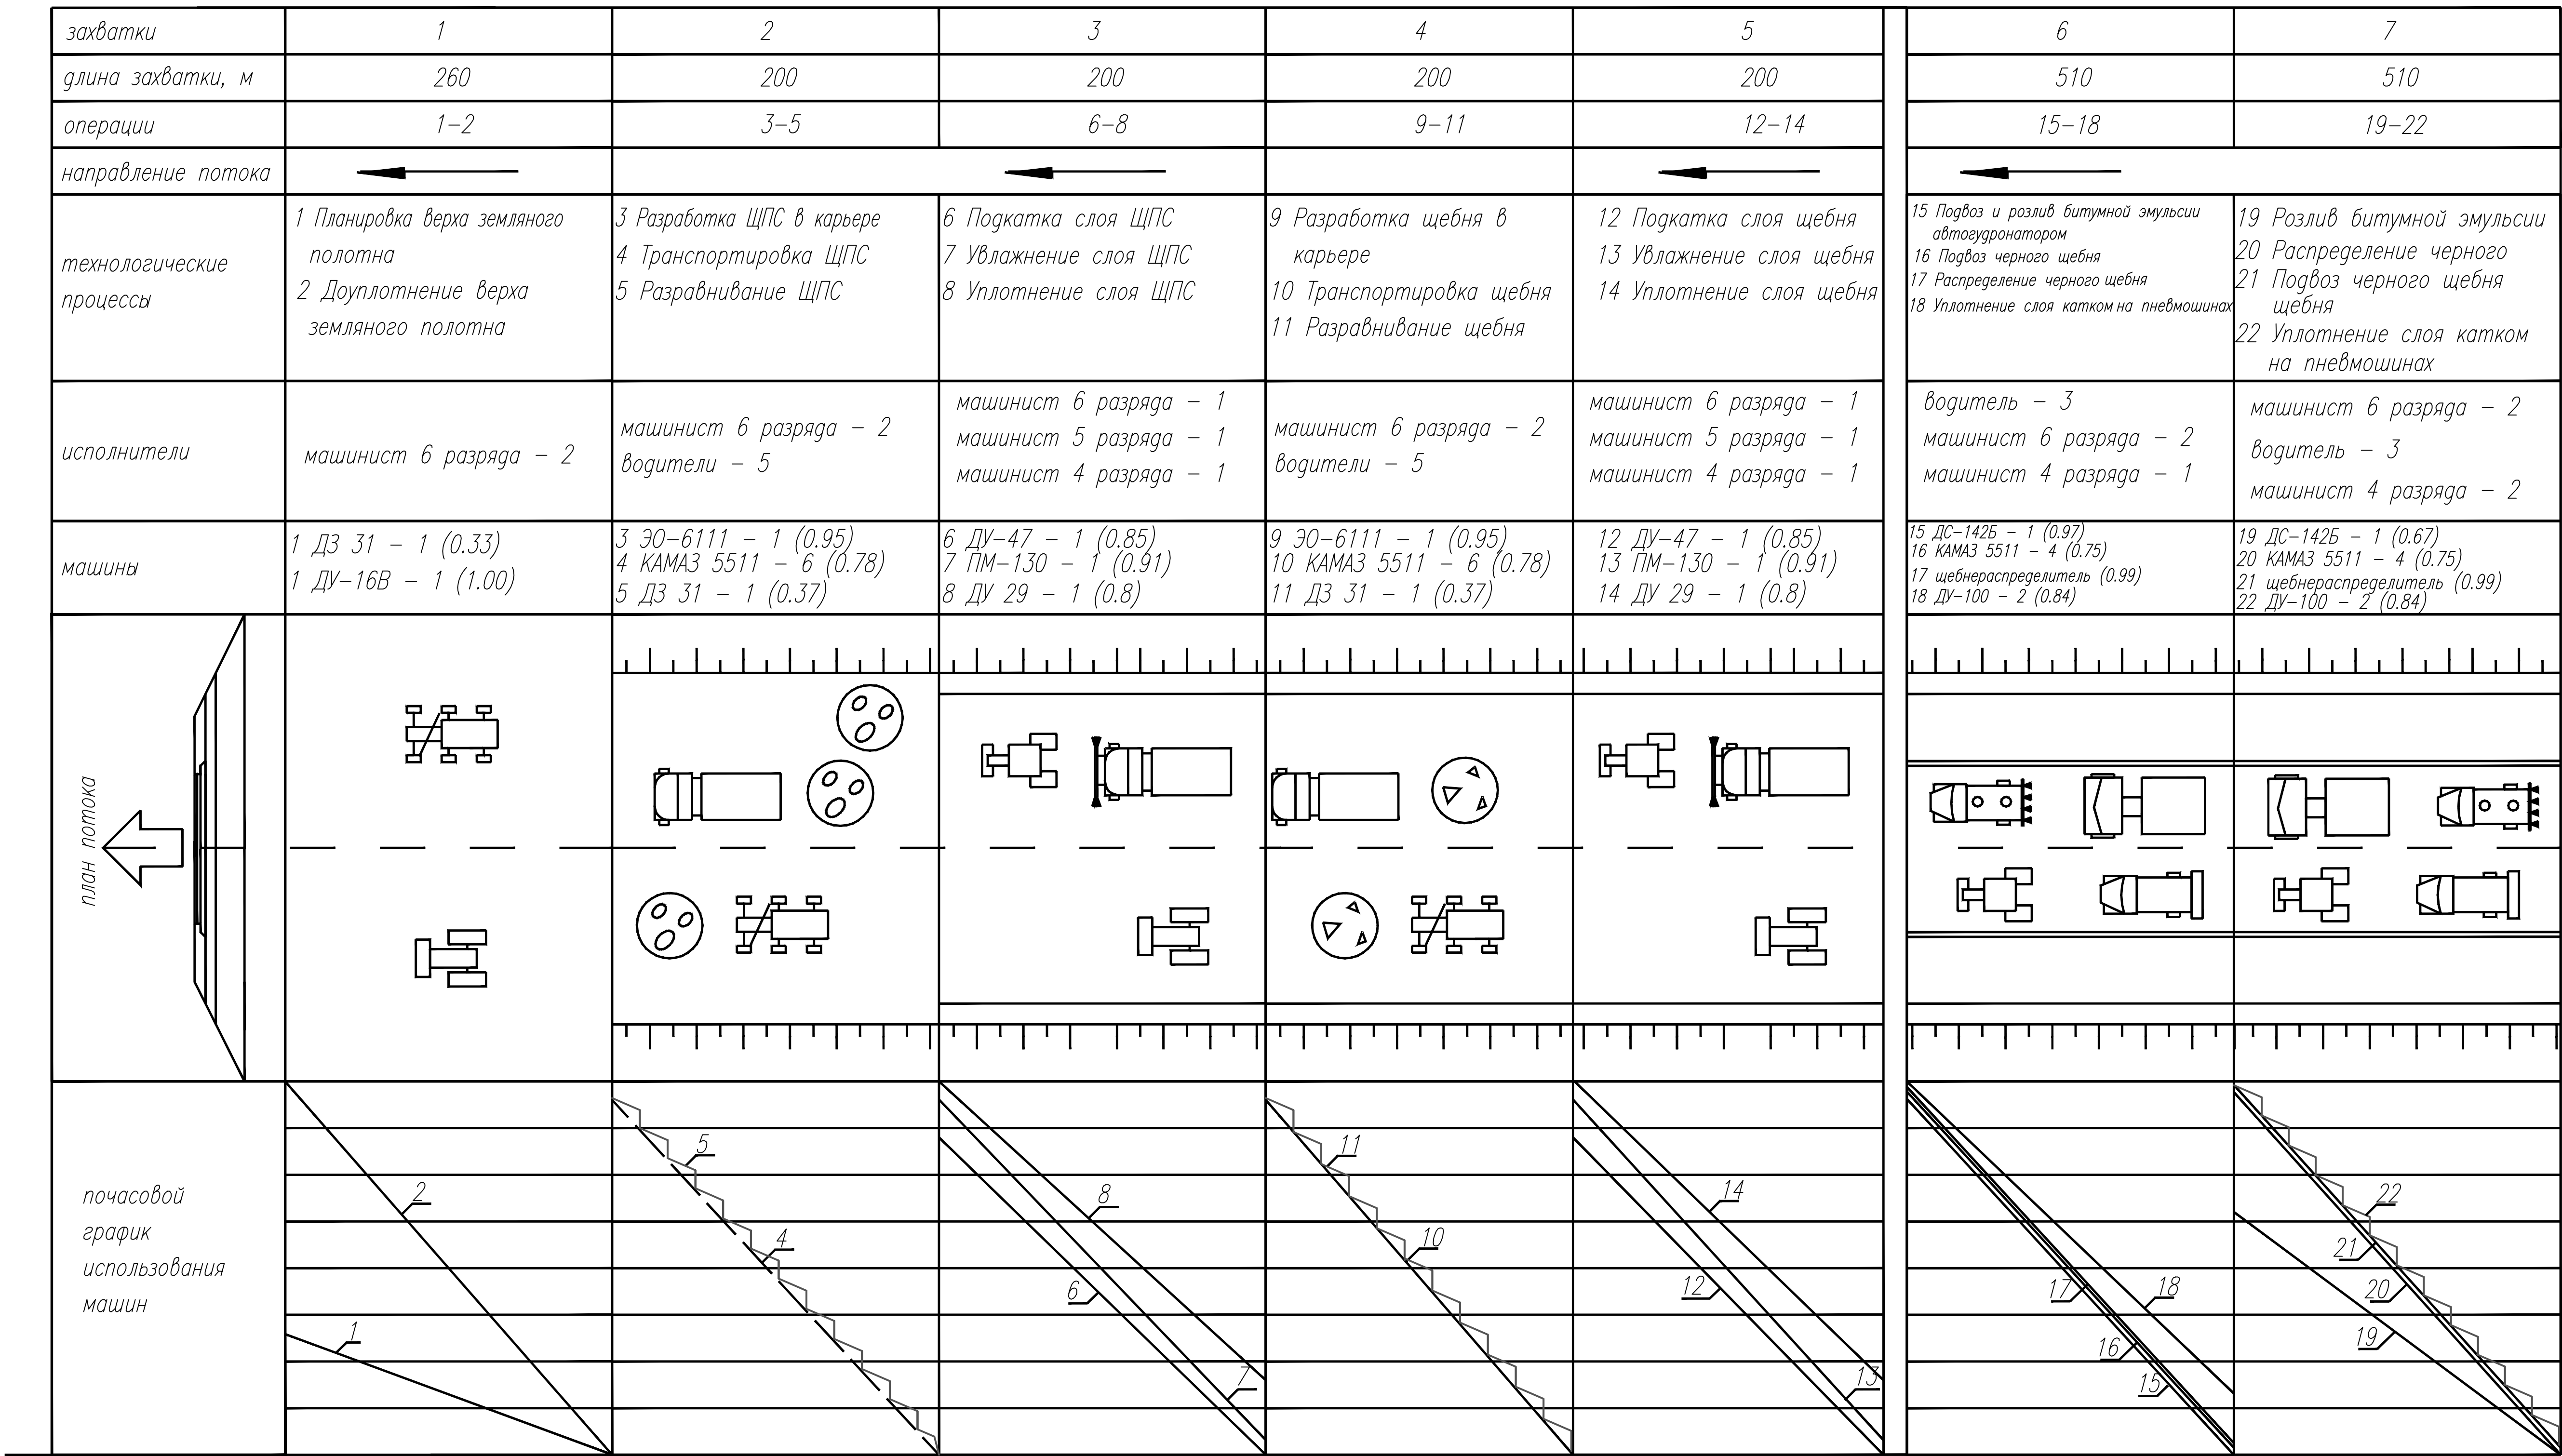 захватки 1 2 3 4 5 6 7
длина захватки, м 260 200 200 200 200 510 510
операции 1-2 3-5 6-8 9-11 12-14 15-18 19-22
направление потока
технологические
процессы
1 Планировка верха земляного
полотна
2 Доуплотнение верха
земляного полотна
3 Разработка ЩПС в карьере
4 Транспортировка ЩПС
5 Разравнивание ЩПС
6 Подкатка слоя ЩПС
7 Увлажнение слоя ЩПС
8 Уплотнение слоя ЩПС
9 Разработка щебня в
карьере
10 Транспортировка щебня
11 Разравнивание щебня
12 Подкатка слоя щебня
13 Увлажнение слоя щебня
14 Уплотнение слоя щебня
15 Подвоз и розлив битумной эмульсии
автогудронатором
16 Подвоз черного щебня
17 Распределение черного щебня
18 Уплотнение слоя катком на пневмошинах
19 Розлив битумной эмульсии
20 Распределение черного
21 Подвоз черного щебня
щебня
22 Уплотнение слоя катком
на пневмошинах
исполнители
машинист 6 разряда - 2
машинист 6 разряда - 2
водители - 5
машинист 6 разряда - 1
машинист 5 разряда - 1
машинист 4 разряда - 1
машинист 6 разряда - 2
водители - 5
машинист 6 разряда - 1
машинист 5 разряда - 1
машинист 4 разряда - 1
водитель - 3
машинист 6 разряда - 2
машинист 4 разряда - 1
машинист 6 разряда - 2
водитель - 3
машинист 4 разряда - 2
машины
1 ДЗ 31 - 1 (0.33)
1 ДУ-16В - 1 (1.00)
3 ЭО-6111 - 1 (0.95)
4 КАМАЗ 5511 - 6 (0.78)
5 ДЗ 31 - 1 (0.37)
6 ДУ-47 - 1 (0.85)
7 ПМ-130 - 1 (0.91)
8 ДУ 29 - 1 (0.8)
9 ЭО-6111 - 1 (0.95)
10 КАМАЗ 5511 - 6 (0.78)
11 ДЗ 31 - 1 (0.37)
12 ДУ-47 - 1 (0.85)
13 ПМ-130 - 1 (0.91)
14 ДУ 29 - 1 (0.8)
15 ДС-142Б - 1 (0.97)
16 КАМАЗ 5511 - 4 (0.75)
17 щебнераспределитель (0.99)
18 ДУ-100 - 2 (0.84)
19 ДС-142Б - 1 (0.67)
20 КАМАЗ 5511 - 4 (0.75)
21 щебнераспределитель (0.99)
22 ДУ-100 - 2 (0.84)
план потока
почасовой
график
использования
машин
2
1
5
4
8
6
7
11
10
14
12
13
18
17
16
15
22
21
20
19